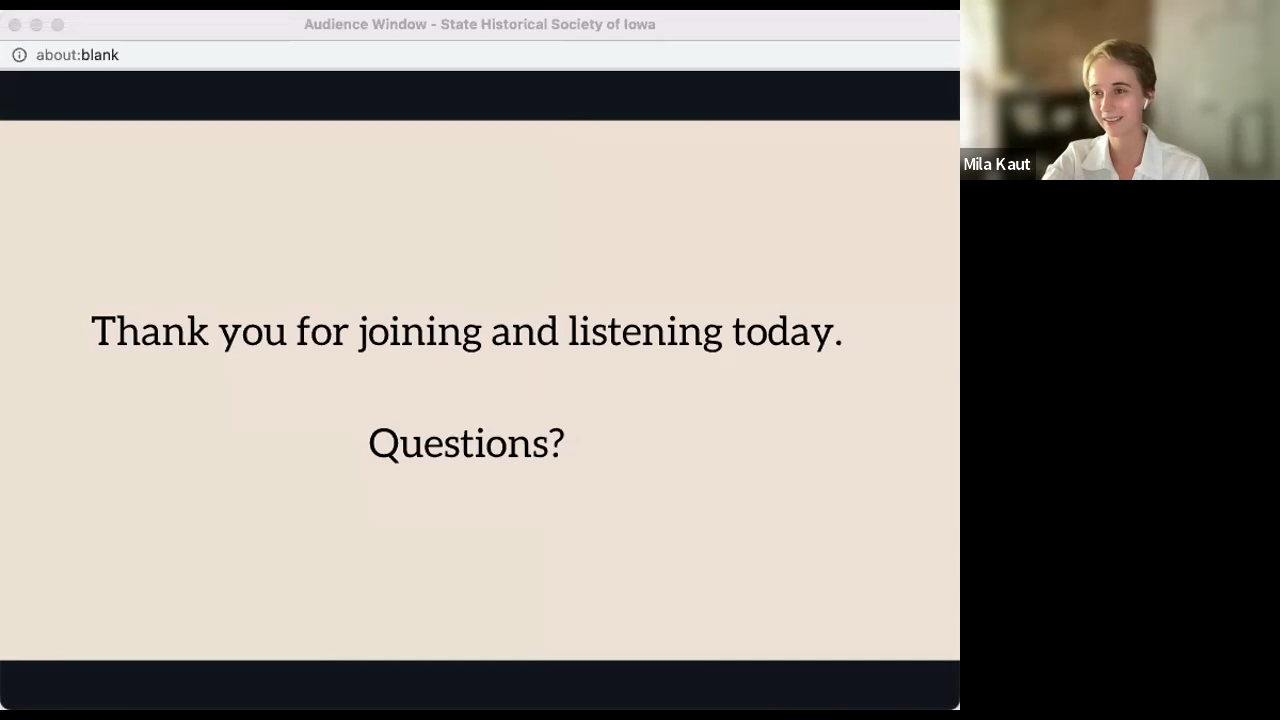 Audience Window - State Historical Society of Iowa
about:blank
Thank you for joining and listening today.
Questions?
Mila Kaut